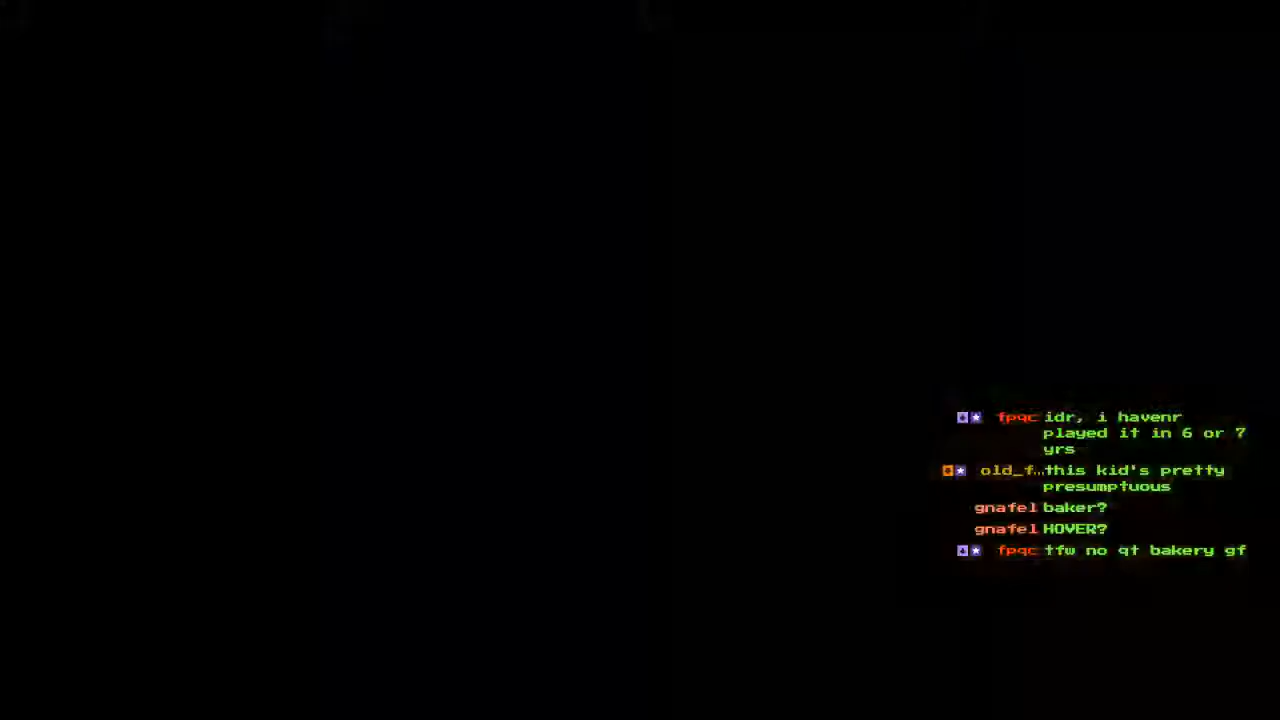 fpqc idr, i havenr
played it in 6 or 7
yrs
old_f… this kid's pretty
presumptuous
gnafel baker?
gnafel HOVER?
fpqc tfw no qt bakery gf